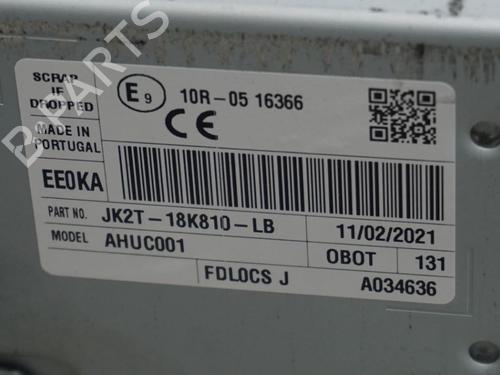 B-PARTS
SCRAP
IF
DROPPED
E9
10R-05 16366
CE
MADE IN
PORTUGAL
EE0KA
PART NO. JK2T-18K810-LB
11/02/2021
MODEL AHUC001
OBOT 131
FDL0CS J
A034636